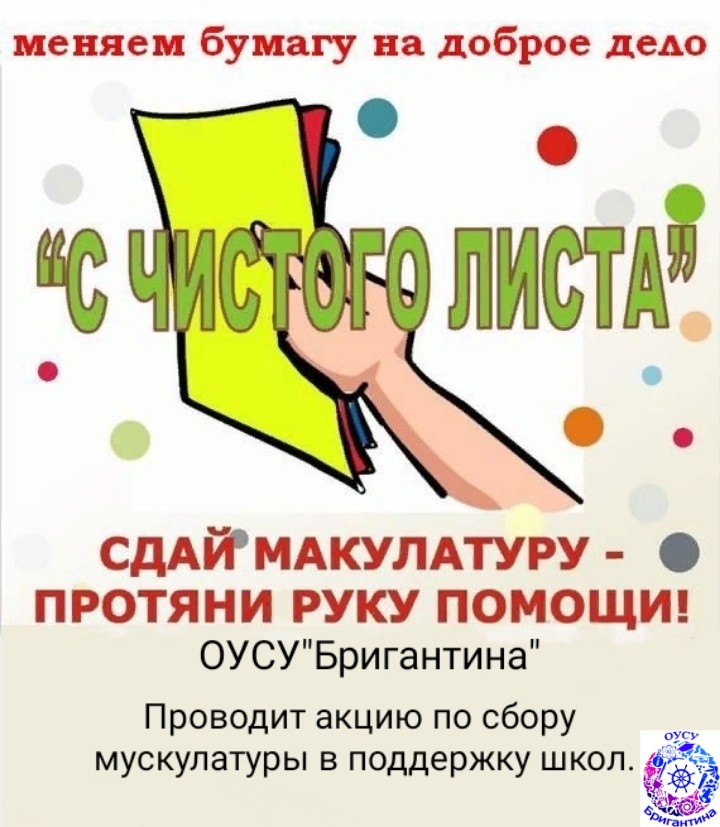 меняем бумагу на доброе дело
“С ЧИСТОГО ЛИСТА”
СДАЙ МАКУЛАТУРУ -
ПРОТЯНИ РУКУ ПОМОЩИ!
ОУСУ"Бригантина"
Проводит акцию по сбору
мускулатуры в поддержку школ.
ОУСУ
Бригантина